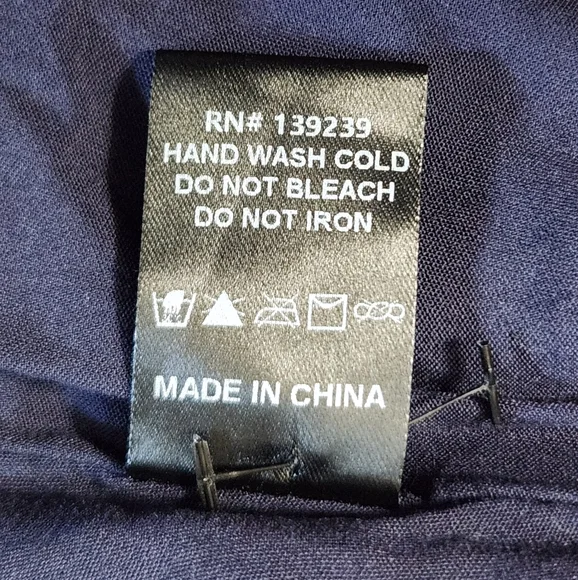 RN# 139239
HAND WASH COLD
DO NOT BLEACH
DO NOT IRON
MADE IN CHINA